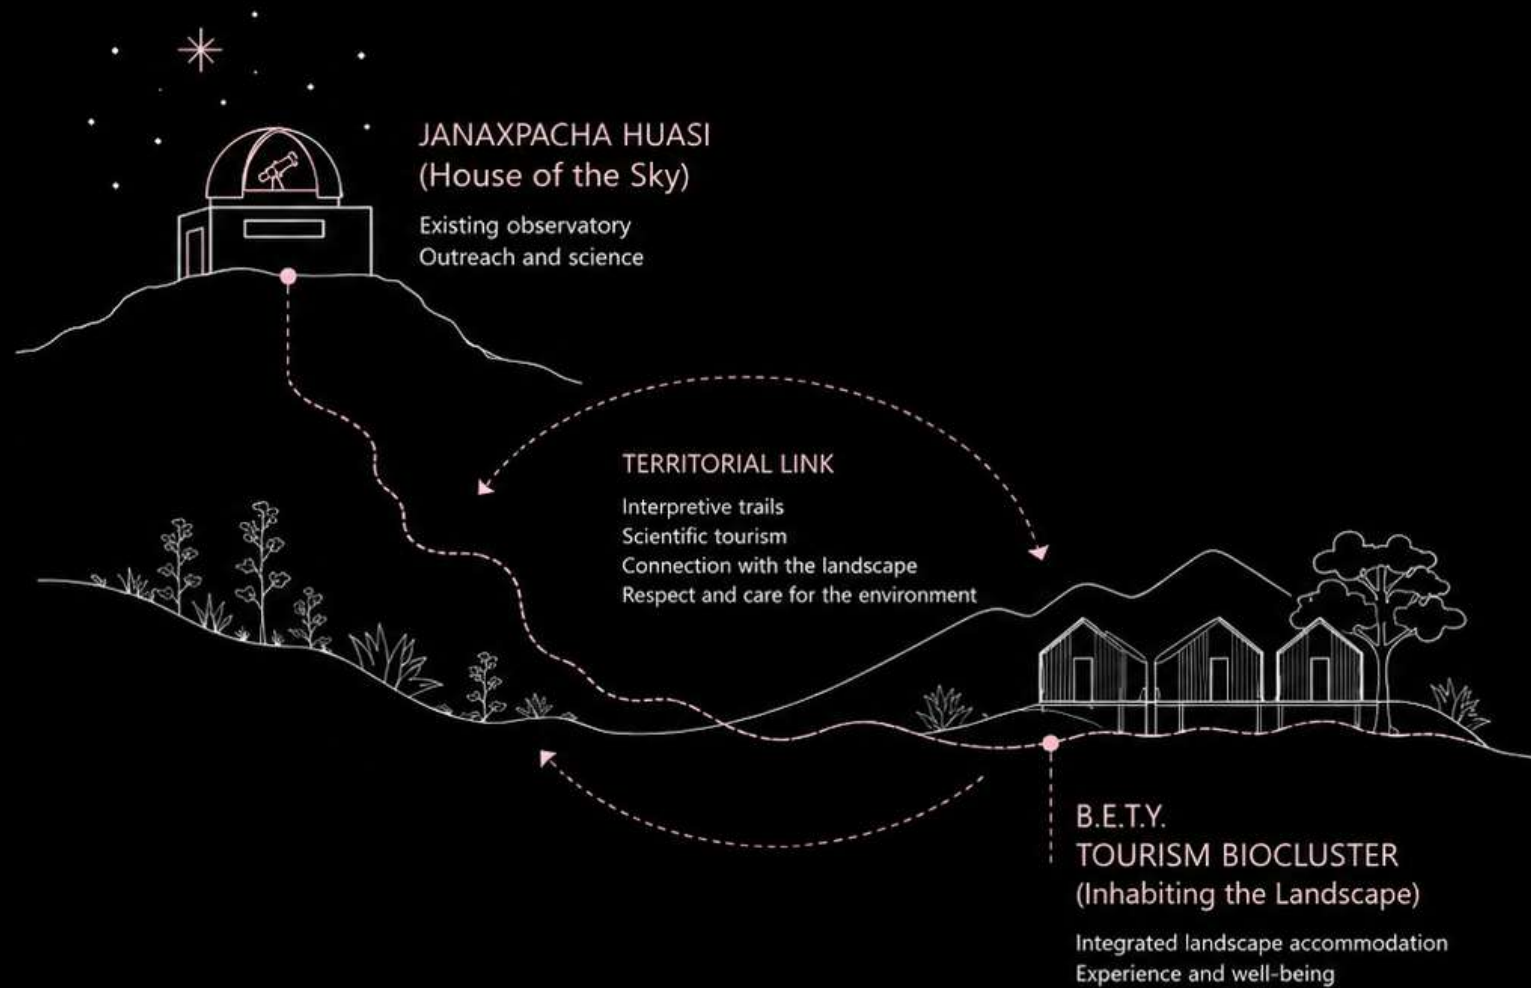 JANAXPACHA HUASI
(House of the Sky)
Existing observatory
Outreach and science
TERRITORIAL LINK
Interpretive trails
Scientific tourism
Connection with the landscape
Respect and care for the environment
B.E.T.Y.
TOURISM BIOCLUSTER
(Inhabiting the Landscape)
Integrated landscape accommodation
Experience and well-being